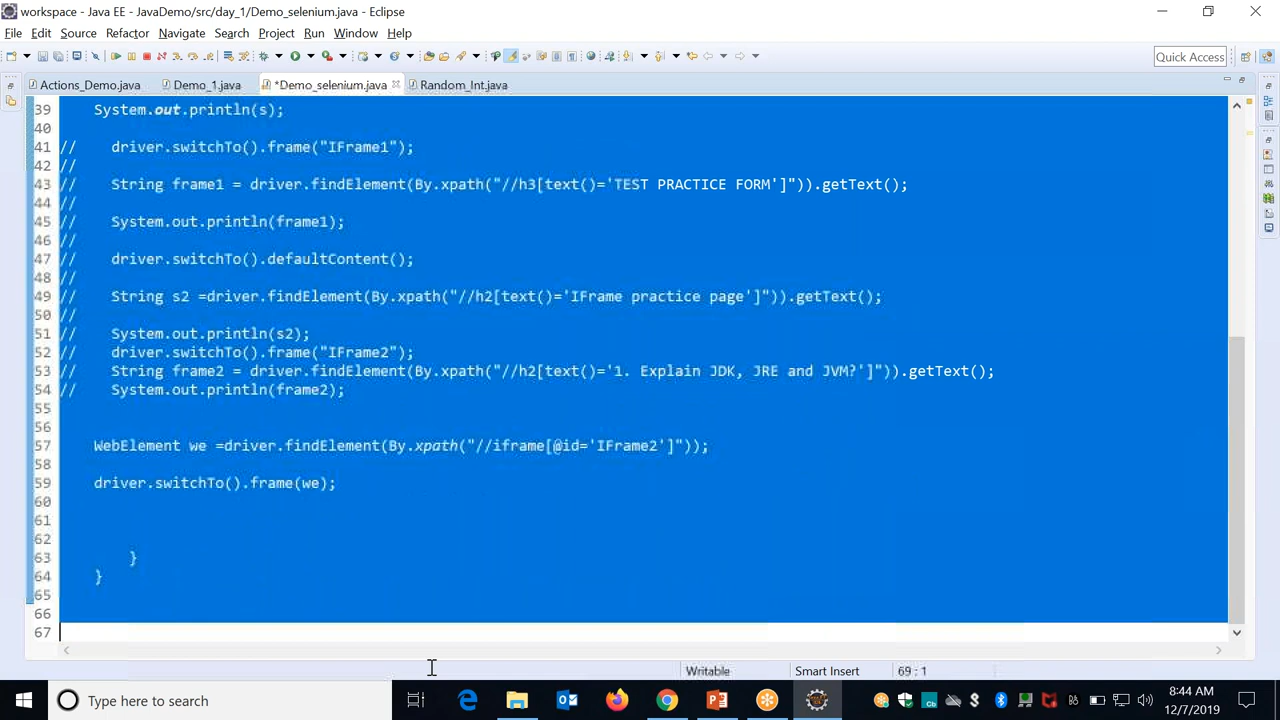 workspace - Java EE - JavaDemo/src/day_1/Demo_selenium.java - Eclipse
File Edit Source Refactor Navigate Search Project Run Window Help
Quick Access
Actions_Demo.java Demo_1.java *Demo_selenium.java Random_Int.java
39 System.out.println(s);
40
41 // driver.switchTo().frame("IFrame1");
42 //
43 // String frame1 = driver.findElement(By.xpath("//h3[text()='TEST PRACTICE FORM']")).getText();
44 //
45 // System.out.println(frame1);
46 //
47 // driver.switchTo().defaultContent();
48 //
49 // String s2 =driver.findElement(By.xpath("//h2[text()='IFrame practice page']")).getText();
50 //
51 // System.out.println(s2);
52 // driver.switchTo().frame("IFrame2");
53 // String frame2 = driver.findElement(By.xpath("//h2[text()='1. Explain JDK, JRE and JVM?']")).getText();
54 // System.out.println(frame2);
55
56
57 WebElement we =driver.findElement(By.xpath("//iframe[@id='IFrame2']"));
58
59 driver.switchTo().frame(we);
60
61
62
63 }
64 }
65
66
67
Writable Smart Insert 69 : 1
Type here to search
8:44 AM
12/7/2019